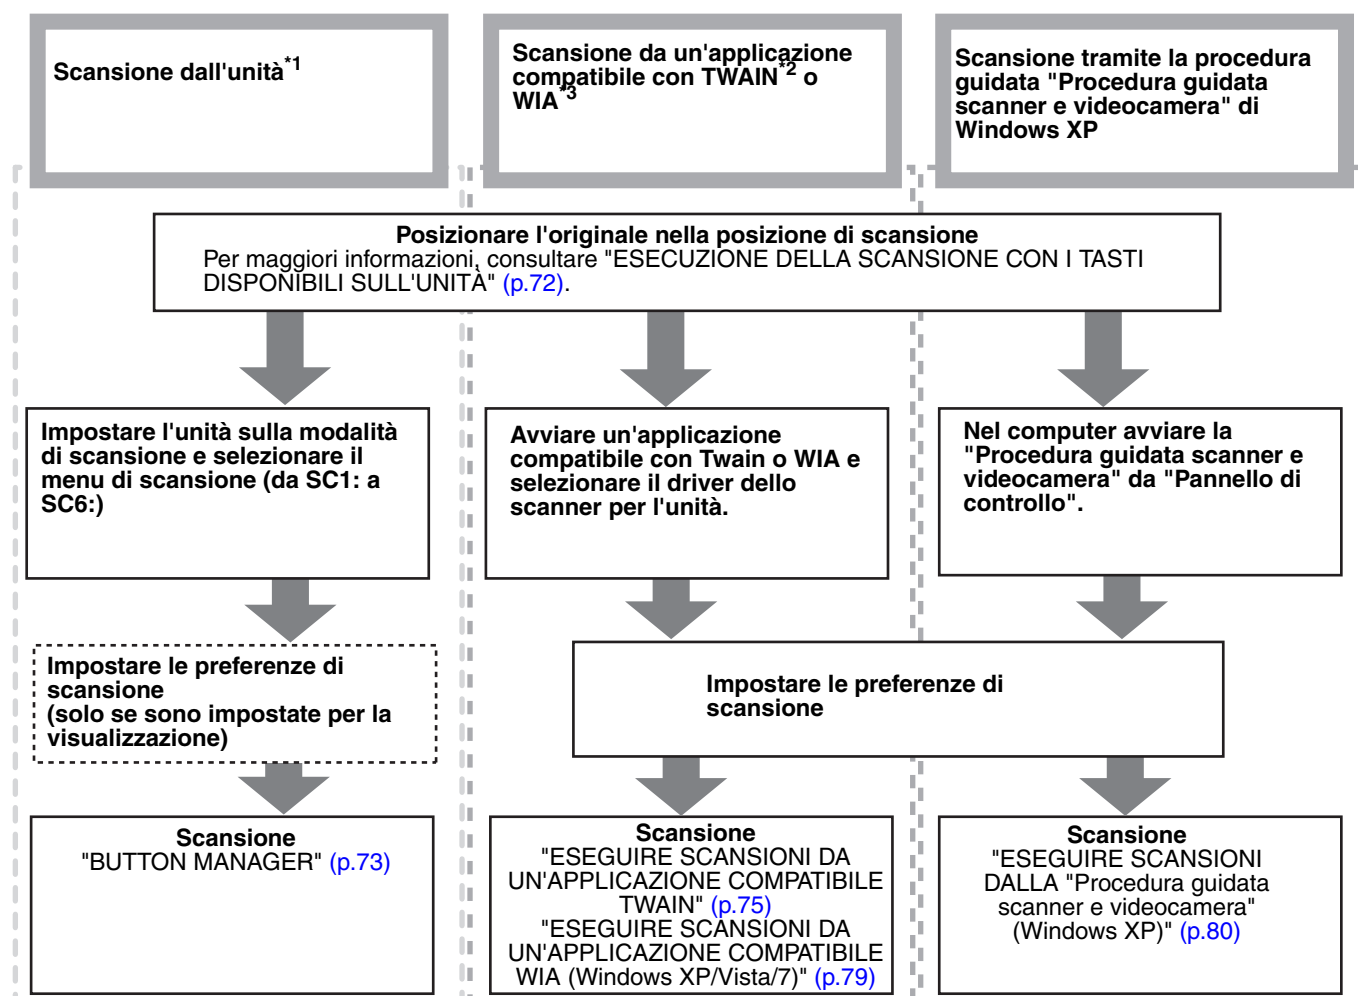 Scansione dall'unità*1
Scansione da un'applicazione
compatibile con TWAIN*2 o
WIA*3
Scansione tramite la procedura
guidata "Procedura guidata
scanner e videocamera" di
Windows XP
Posizionare l'originale nella posizione di scansione
Per maggiori informazioni, consultare "ESECUZIONE DELLA SCANSIONE CON I TASTI
DISPONIBILI SULL'UNITÀ" (p.72).
Impostare l'unità sulla modalità
di scansione e selezionare il
menu di scansione (da SC1: a
SC6:)
Avviare un'applicazione
compatibile con Twain o WIA e
selezionare il driver dello
scanner per l'unità.
Nel computer avviare la
"Procedura guidata scanner e
videocamera" da "Pannello di
controllo".
Impostare le preferenze di
scansione
(solo se sono impostate per la
visualizzazione)
Impostare le preferenze di
scansione
Scansione
"BUTTON MANAGER" (p.73)
Scansione
"ESEGUIRE SCANSIONI DA
UN'APPLICAZIONE COMPATIBILE
TWAIN" (p.75)
"ESEGUIRE SCANSIONI DA
UN'APPLICAZIONE COMPATIBILE
WIA (Windows XP/Vista/7)" (p.79)
Scansione
"ESEGUIRE SCANSIONI
DALLA "Procedura guidata
scanner e videocamera"
(Windows XP)" (p.80)